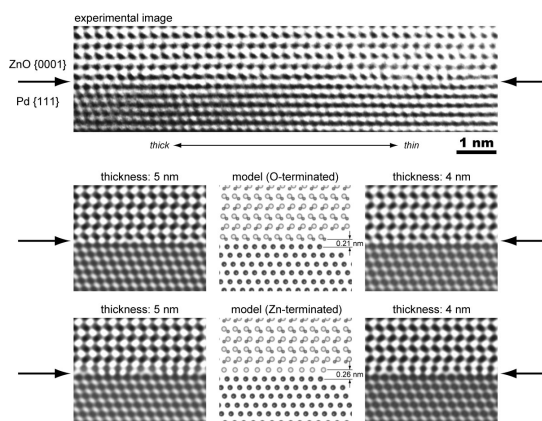 experimental image
ZnO {0001}
Pd {111}
thick
thin
1 nm
thickness: 5 nm
model (O-terminated)
thickness: 4 nm
0.21 nm
thickness: 5 nm
model (Zn-terminated)
thickness: 4 nm
0.26 nm